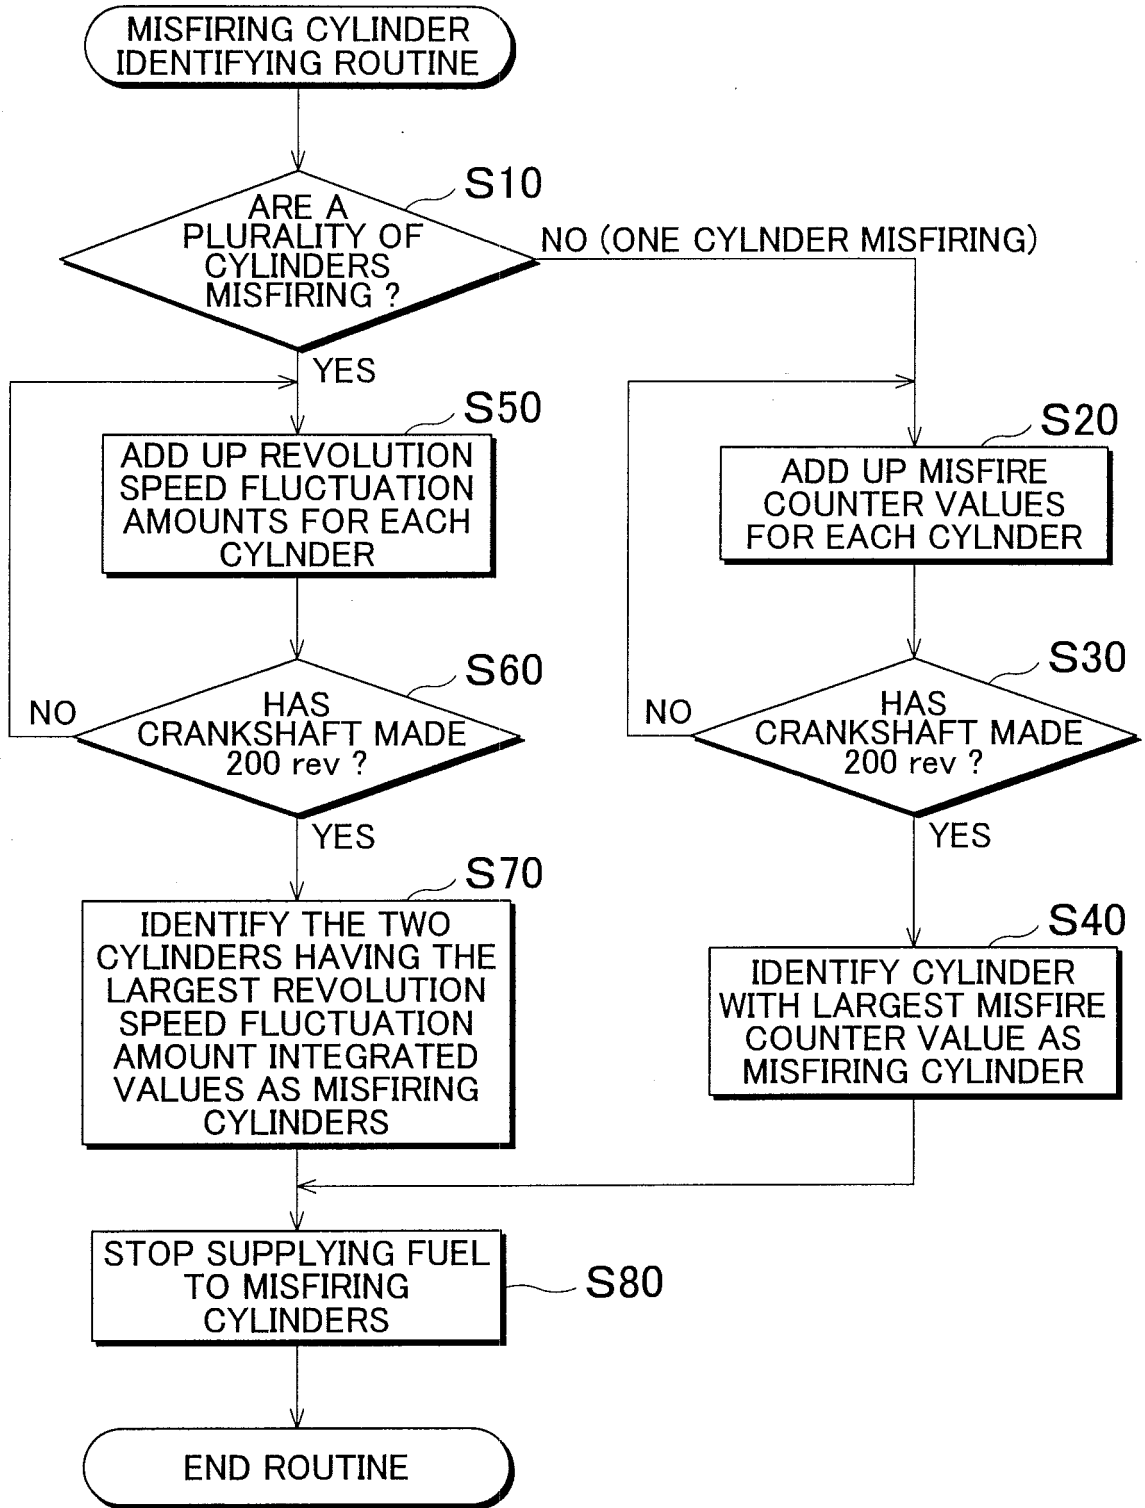 MISFIRING CYLINDER
IDENTIFYING ROUTINE
S10
ARE A
PLURALITY OF
CYLINDERS
MISFIRING ?
NO (ONE CYLNDER MISFIRING)
YES
S50
ADD UP REVOLUTION
SPEED FLUCTUATION
AMOUNTS FOR EACH
CYLNDER
S20
ADD UP MISFIRE
COUNTER VALUES
FOR EACH CYLNDER
S60
HAS
CRANKSHAFT MADE
200 rev ?
NO
YES
S30
HAS
CRANKSHAFT MADE
200 rev ?
NO
YES
S70
IDENTIFY THE TWO
CYLINDERS HAVING THE
LARGEST REVOLUTION
SPEED FLUCTUATION
AMOUNT INTEGRATED
VALUES AS MISFIRING
CYLINDERS
S40
IDENTIFY CYLINDER
WITH LARGEST MISFIRE
COUNTER VALUE AS
MISFIRING CYLINDER
STOP SUPPLYING FUEL
TO MISFIRING
CYLINDERS
S80
END ROUTINE